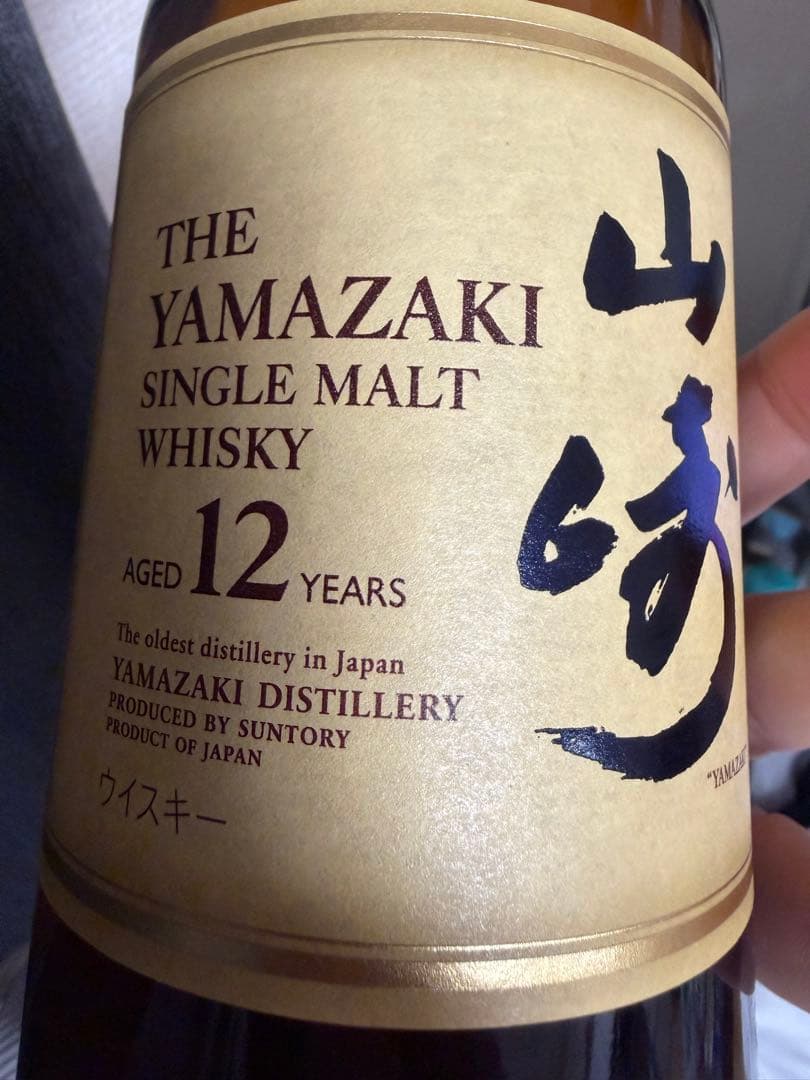 THE
YAMAZAKI
SINGLE MALT
WHISKY
AGED 12 YEARS
The oldest distillery in Japan
YAMAZAKI DISTILLERY
PRODUCED BY SUNTORY
PRODUCT OF JAPAN
ウイスキー
山崎
"YAMAZAKI